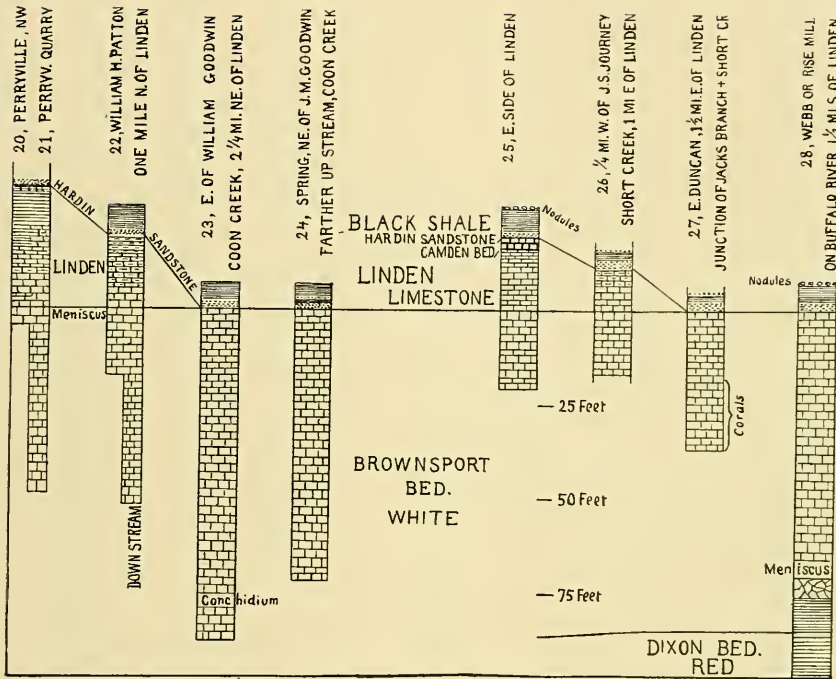 20, PERRYVILLE, NW
21, PERRYV. QUARRY
22, WILLIAM H. PATTON
ONE MILE N. OF LINDEN
23, E. OF WILLIAM GOODWIN
COON CREEK, 2¼ MI. NE. OF LINDEN
24, SPRING, NE. OF J. M. GOODWIN
FARTHER UP STREAM, COON CREEK
25, E. SIDE OF LINDEN
26, ¼ MI. W. OF J. S. JOURNEY
SHORT CREEK, 1 MI E OF LINDEN
27, E. DUNCAN, 1½ MI. E. OF LINDEN
JUNCTION OF JACKS BRANCH + SHORT CR
28, WEBB OR RISE MILL
ON BUFFALO RIVER, 1½ MI. S. OF LINDEN
HARDIN
SANDSTONE
BLACK SHALE
HARDIN SANDSTONE
CAMDEN BED
Nodules
LINDEN
LINDEN
LIMESTONE
Nodules
Meniscus
25 Feet
Corals
BROWNSPORT
BED.
WHITE
50 Feet
DOWN STREAM
Meniscus
Conchidium
75 Feet
DIXON BED.
RED